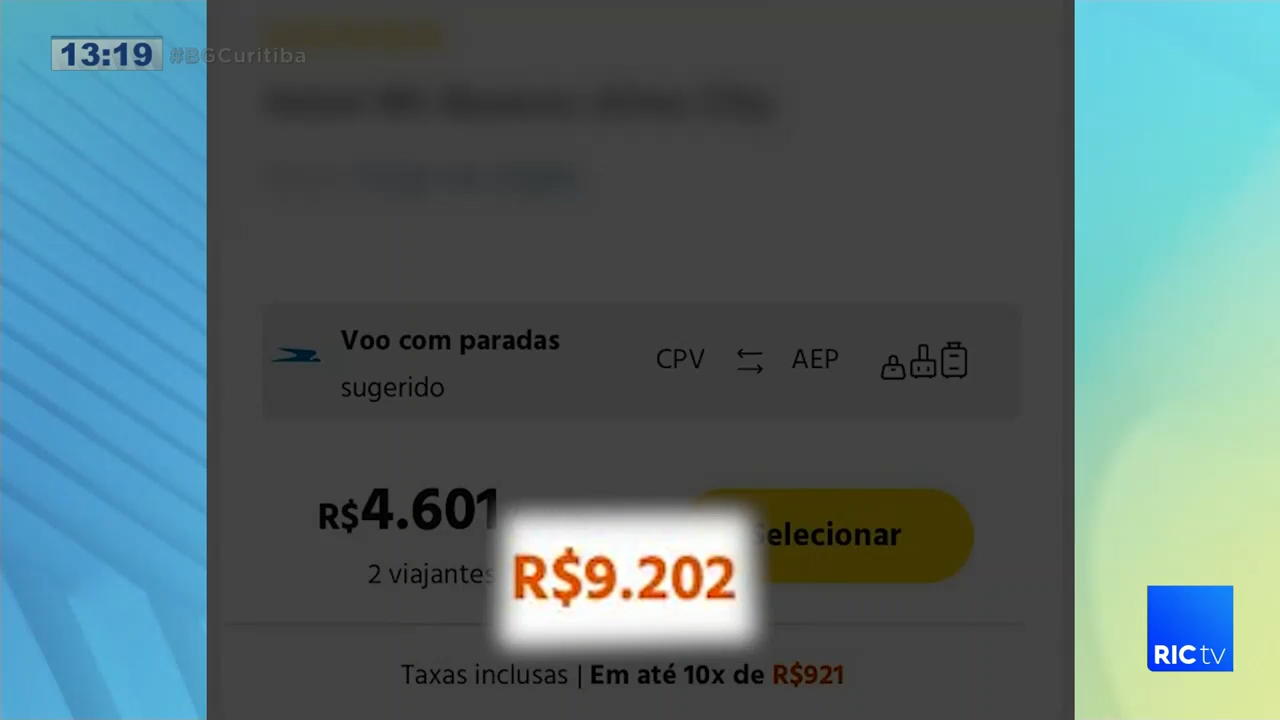 13:19 #BGCuritiba
Voo com paradas
sugerido
CPV AEP
R$4.601
Selecionar
2 viajantes
R$9.202
Taxas inclusas | Em até 10x de R$921
RIC tv